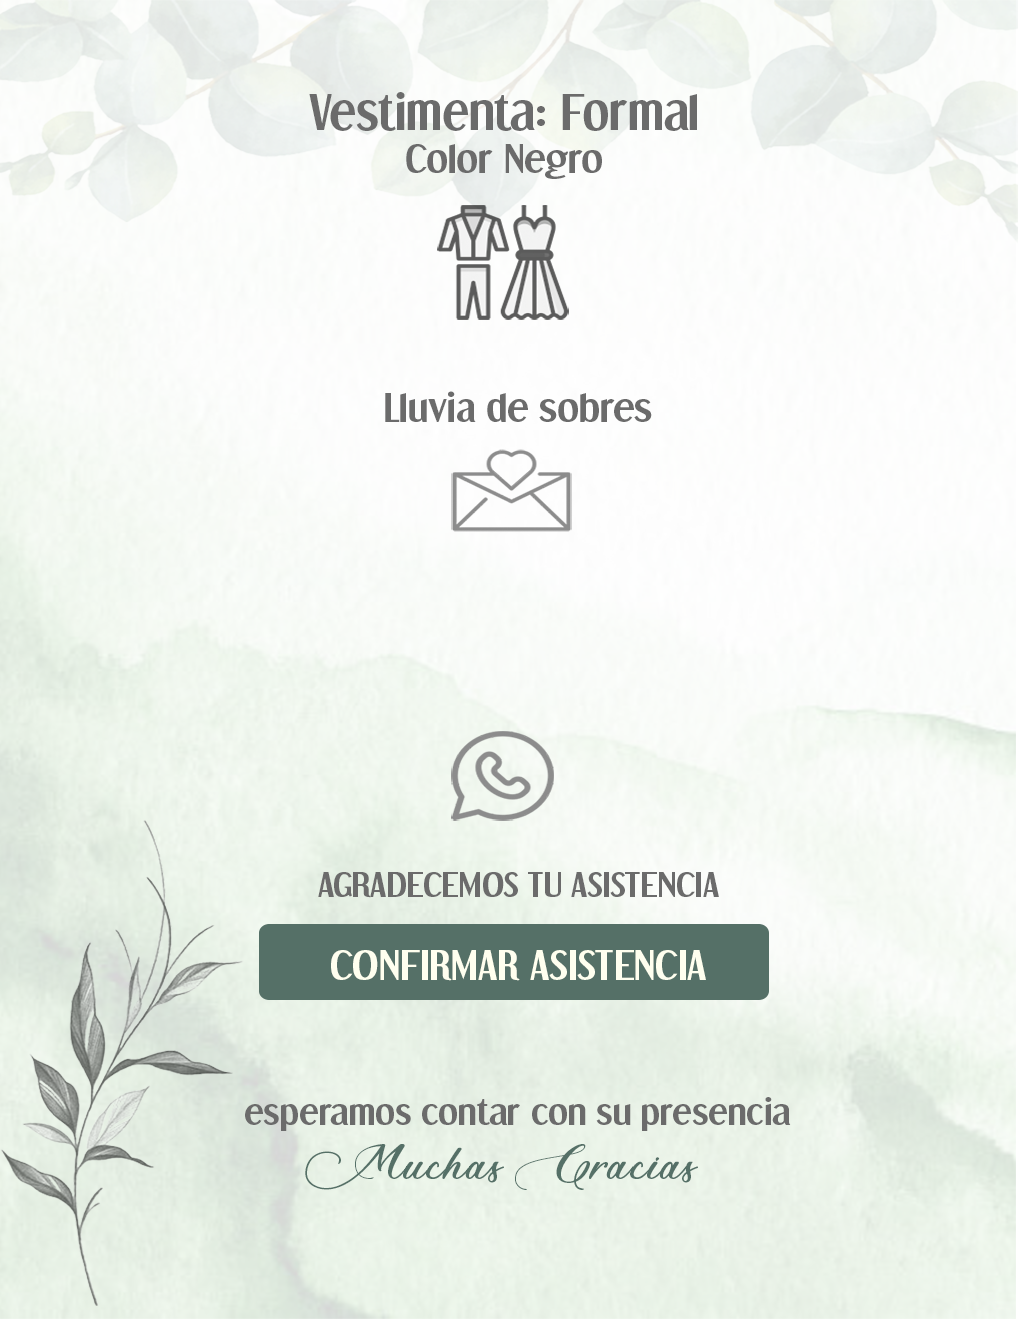 Vestimenta: Formal
Color Negro
Lluvia de sobres
AGRADECEMOS TU ASISTENCIA
CONFIRMAR ASISTENCIA
esperamos contar con su presencia
Muchas Gracias